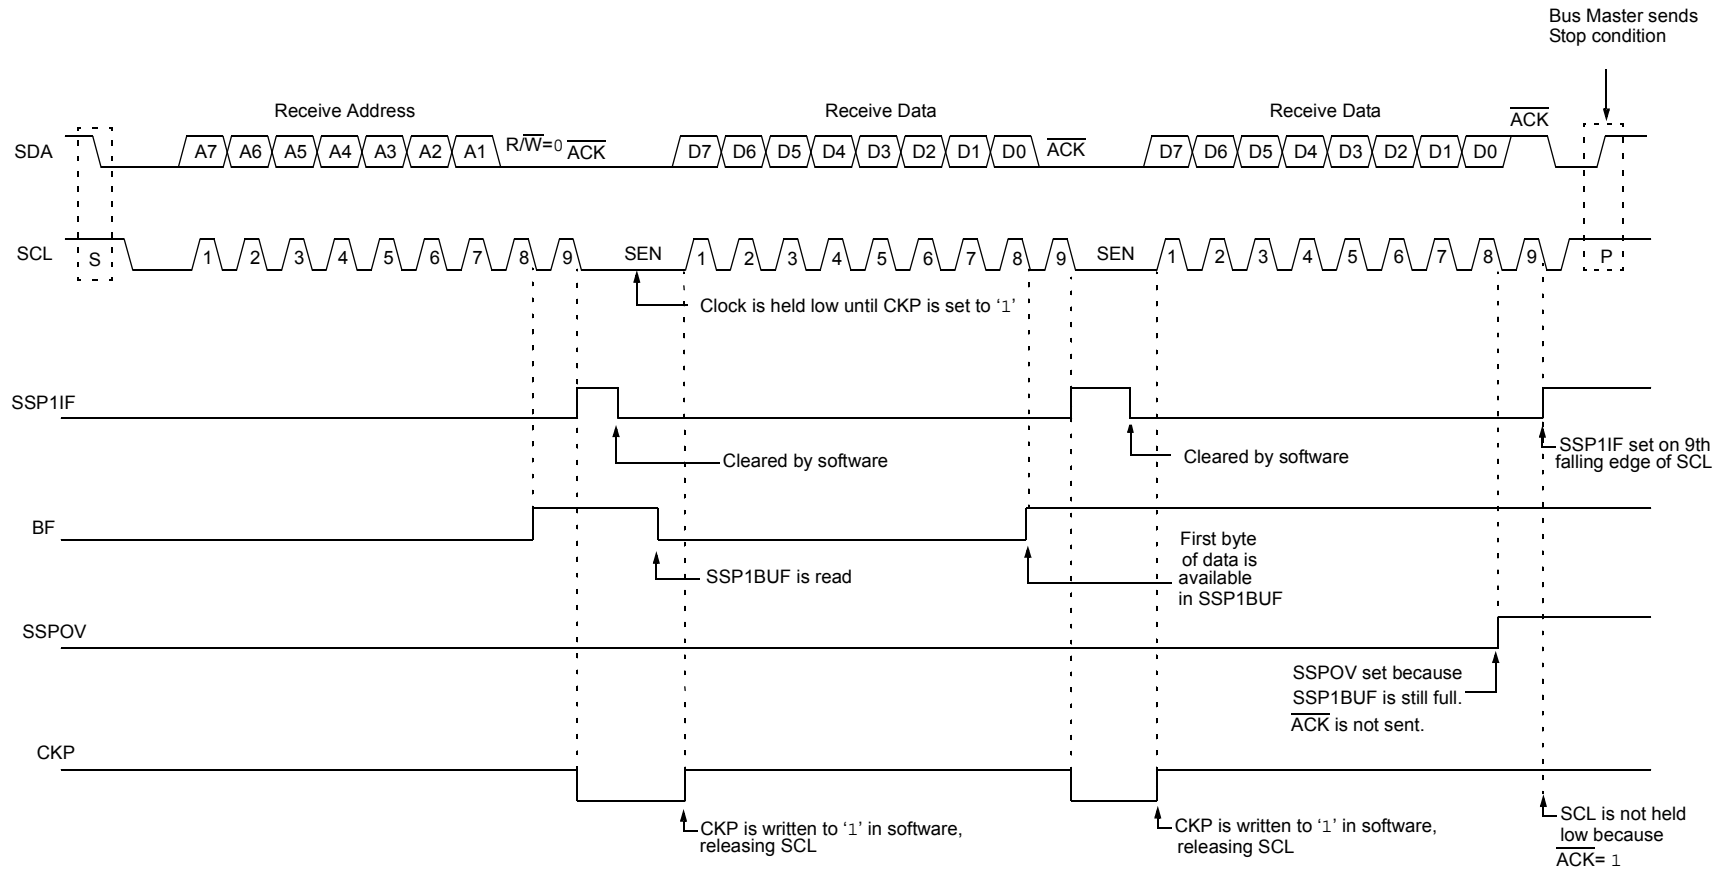 Bus Master sends
Stop condition
Receive Address
Receive Data
Receive Data
ACK
SDA
A7 A6 A5 A4 A3 A2 A1 R/W=0 ACK
D7 D6 D5 D4 D3 D2 D1 D0 ACK
D7 D6 D5 D4 D3 D2 D1 D0
SCL
S 1 2 3 4 5 6 7 8 9 SEN 1 2 3 4 5 6 7 8 9 SEN 1 2 3 4 5 6 7 8 9 P
Clock is held low until CKP is set to ‘1’
SSP1IF
Cleared by software
Cleared by software
SSP1IF set on 9th
falling edge of SCL
BF
SSP1BUF is read
First byte
of data is
available
in SSP1BUF
SSPOV
SSPOV set because
SSP1BUF is still full.
ACK is not sent.
CKP
CKP is written to ‘1’ in software,
releasing SCL
CKP is written to ‘1’ in software,
releasing SCL
SCL is not held
low because
ACK= 1